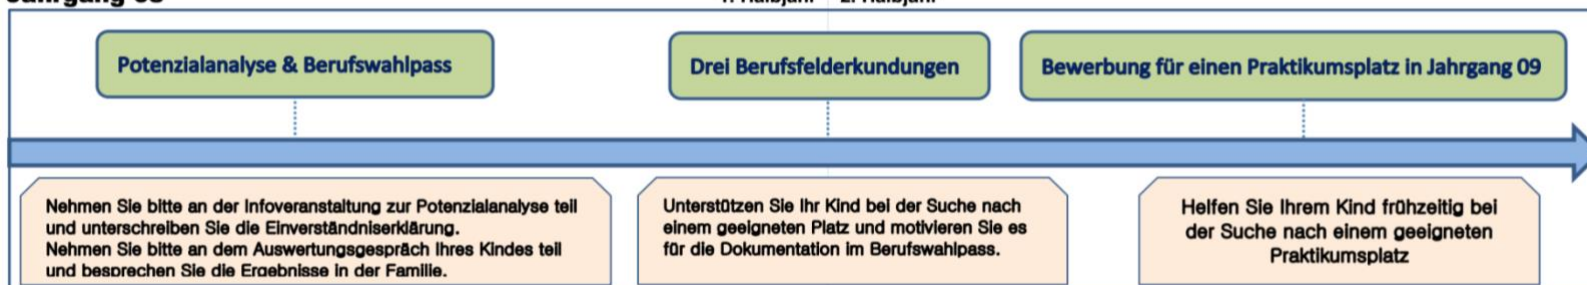 Potenzialanalyse & Berufswahlpass
Drei Berufsfelderkundungen
Bewerbung für einen Praktikumsplatz in Jahrgang 09
Nehmen Sie bitte an der Infoveranstaltung zur Potenzialanalyse teil
und unterschreiben Sie die Einverständniserklärung.
Nehmen Sie bitte an dem Auswertungsgespräch Ihres Kindes teil
und besprechen Sie die Ergebnisse in der Familie.
Unterstützen Sie Ihr Kind bei der Suche nach
einem geeigneten Platz und motivieren Sie es
für die Dokumentation im Berufswahlpass.
Helfen Sie Ihrem Kind frühzeitig bei
der Suche nach einem geeigneten
Praktikumsplatz